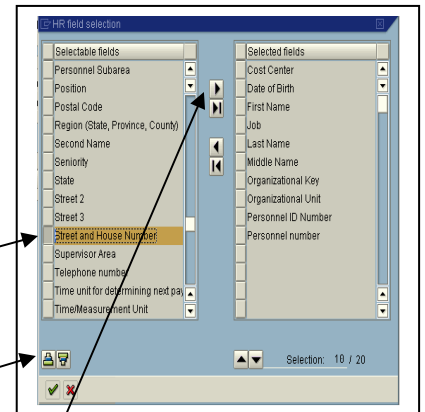 HR field selection
Selectable fields
Personnel Subarea
Position
Postal Code
Region (State, Province, County)
Second Name
Seniority
State
Street 2
Street 3
Street and House Number
Supervisor Area
Telephone number
Time unit for determining next pay
Time/Measurement Unit
Selected fields
Cost Center
Date of Birth
First Name
Job
Last Name
Middle Name
Organizational Key
Organizational Unit
Personnel ID Number
Personnel number
Selection: 10 / 20